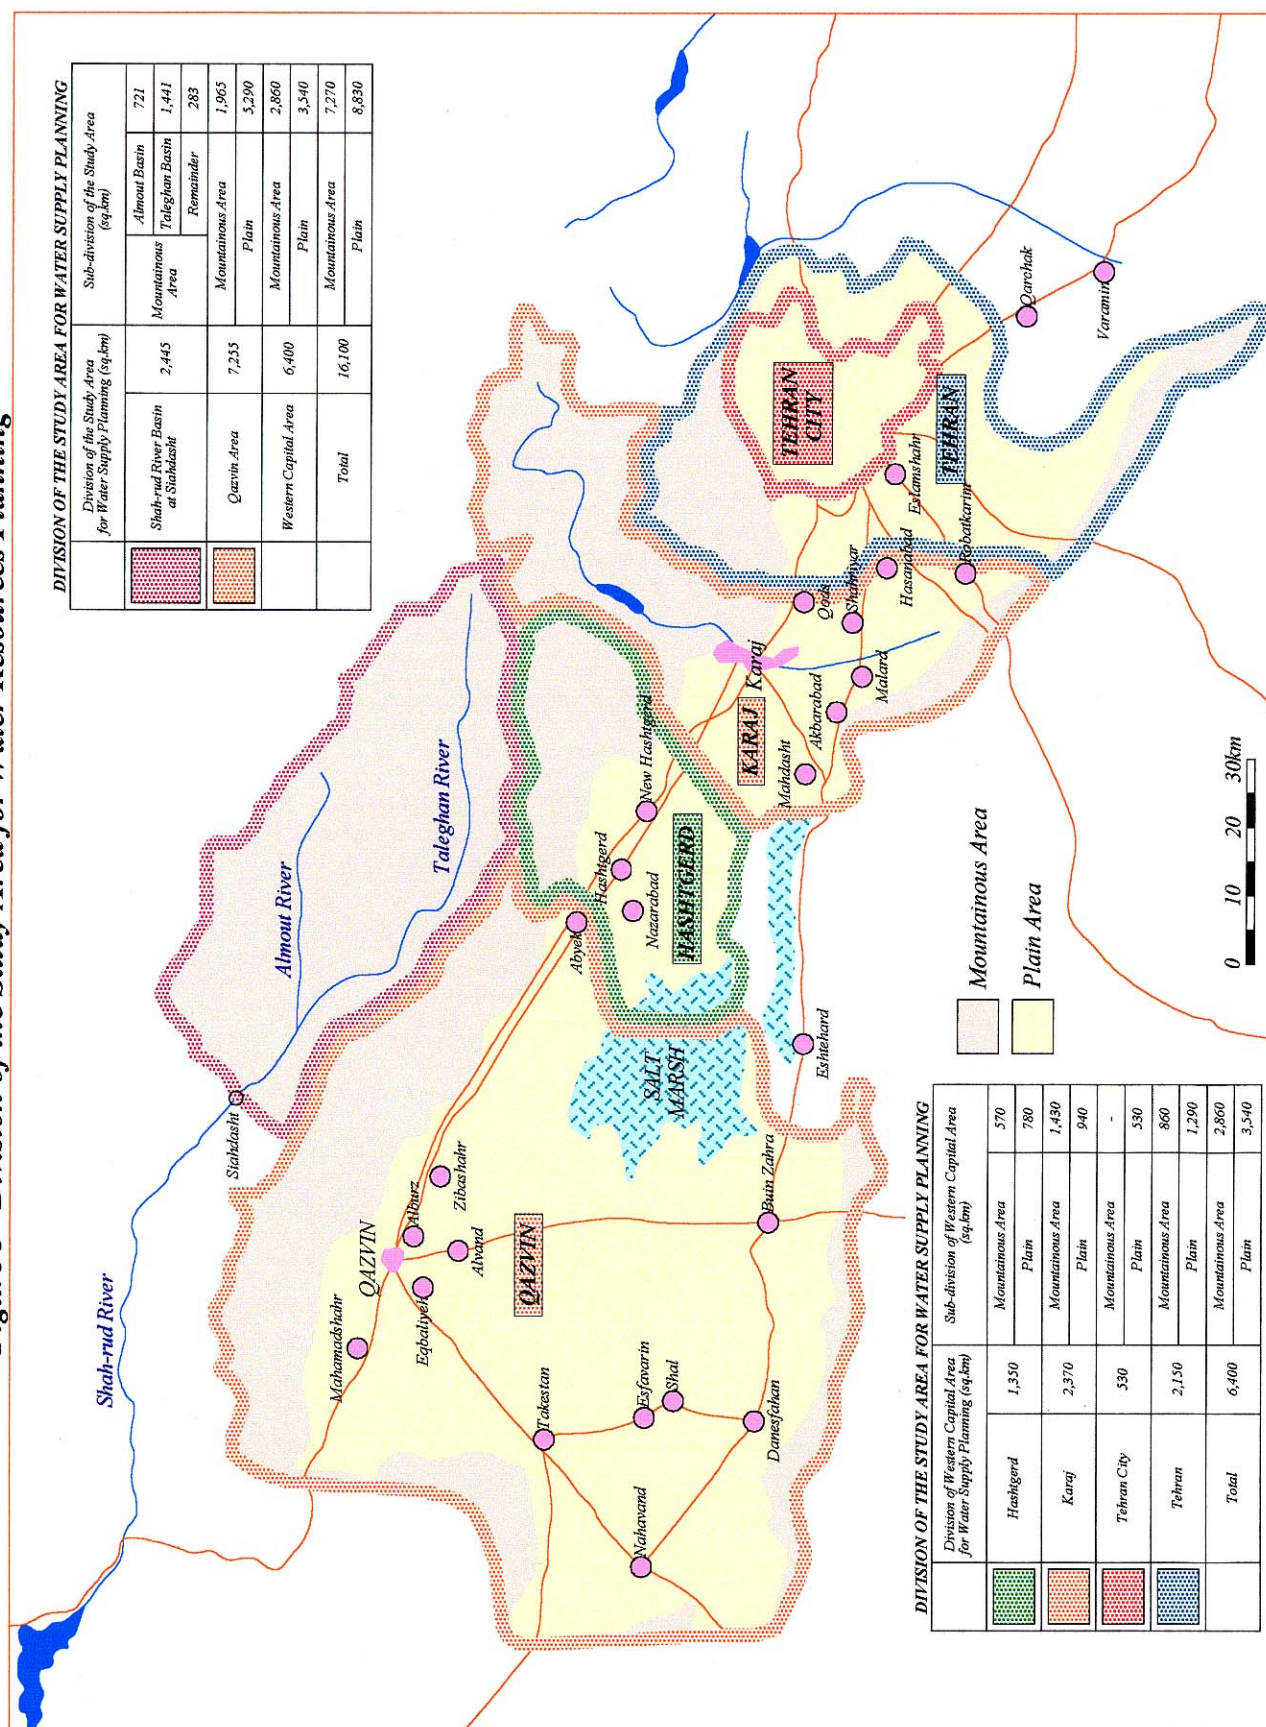 Division of the Study Area for Water Resources Planning
DIVISION OF THE STUDY AREA FOR WATER SUPPLY PLANNING
Division of the Study Area
for Water Supply Planning (sq.km)
Sub-division of the Study Area
(sq.km)
Shah-rud River Basin
at Siahdasht
2,445
Mountainous
Area
Almout Basin 721
Taleghan Basin 1,441
Remainder 283
Qazvin Area 7,255
Mountainous Area 1,965
Plain 5,290
Western Capital Area 6,400
Mountainous Area 2,860
Plain 3,540
Total 16,100
Mountainous Area 7,270
Plain 8,830
Shah-rud River
Siahdasht
Almout River
Taleghan River
Mahamadshahr
QAZVIN
Alburz
Eqbaliyeh
Zibashahr
Alvand
QAZVIN
Takestan
Esfavarin
Shal
Nahavand
Danesfahan
Buin Zahra
SALT
MARSH
Eshtehard
Abyek
Hashtgerd
New Hashtgerd
Nazarabad
HASHTGERD
KARAJ
Karaj
Mahdasht
Akbarabad
Malard
Qods
Shahriyar
Hasanabad
Robatkarim
Eslamshahr
TEHRAN
CITY
TEHRAN
Qarchak
Varamin
Mountainous Area
Plain Area
0 10 20 30km
DIVISION OF THE STUDY AREA FOR WATER SUPPLY PLANNING
Division of Western Capital Area
for Water Supply Planning (sq.km)
Sub-division of Western Capital Area
(sq.km)
Hashtgerd 1,350
Mountainous Area 570
Plain 780
Karaj 2,370
Mountainous Area 1,430
Plain 940
Tehran City 530
Mountainous Area -
Plain 530
Tehran 2,150
Mountainous Area 860
Plain 1,290
Total 6,400
Mountainous Area 2,860
Plain 3,540